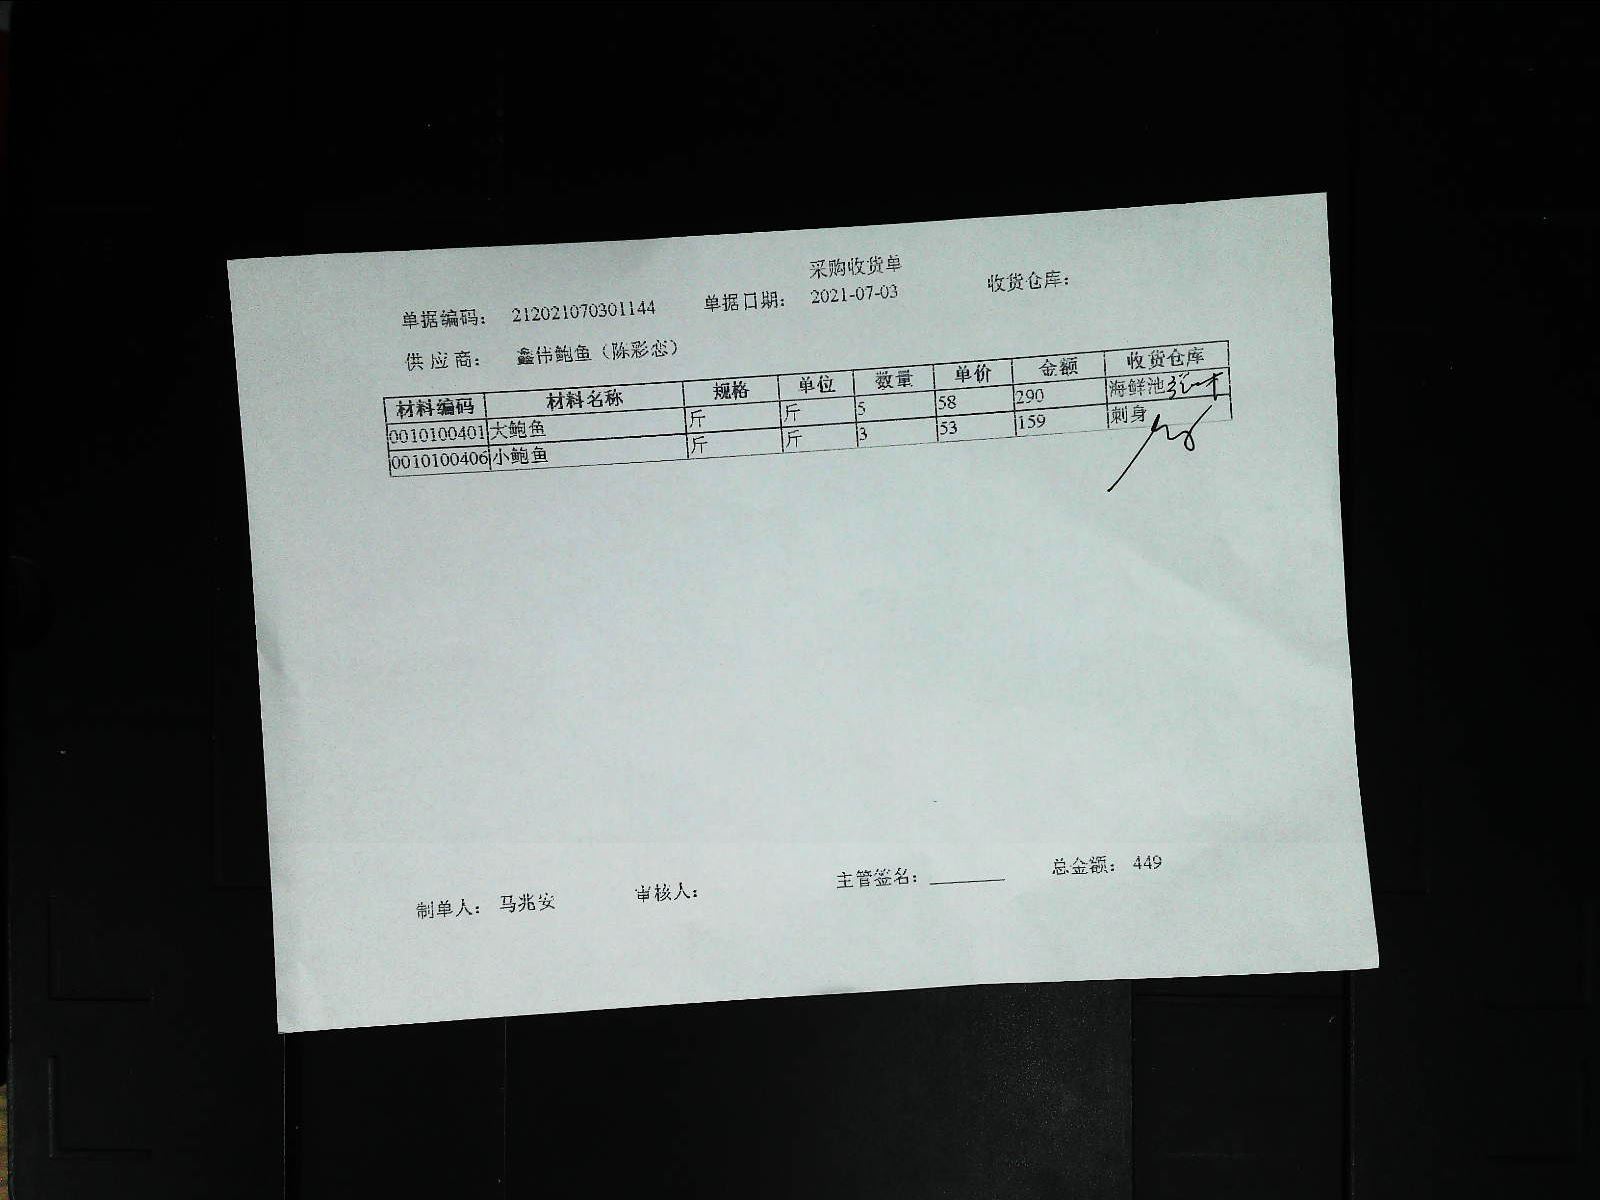 采购收货单
单据编码： 212021070301144 单据日期： 2021-07-03 收货仓库：
供应商： 鑫伟鲍鱼（陈彩恋）
材料编码 材料名称 规格 单位 数量 单价 金额 收货仓库
0010100401 大鲍鱼 斤 斤 5 58 290 海鲜池
0010100406 小鲍鱼 斤 斤 3 53 159 刺身
制单人： 马兆安 审核人： 主管签名： 总金额： 449